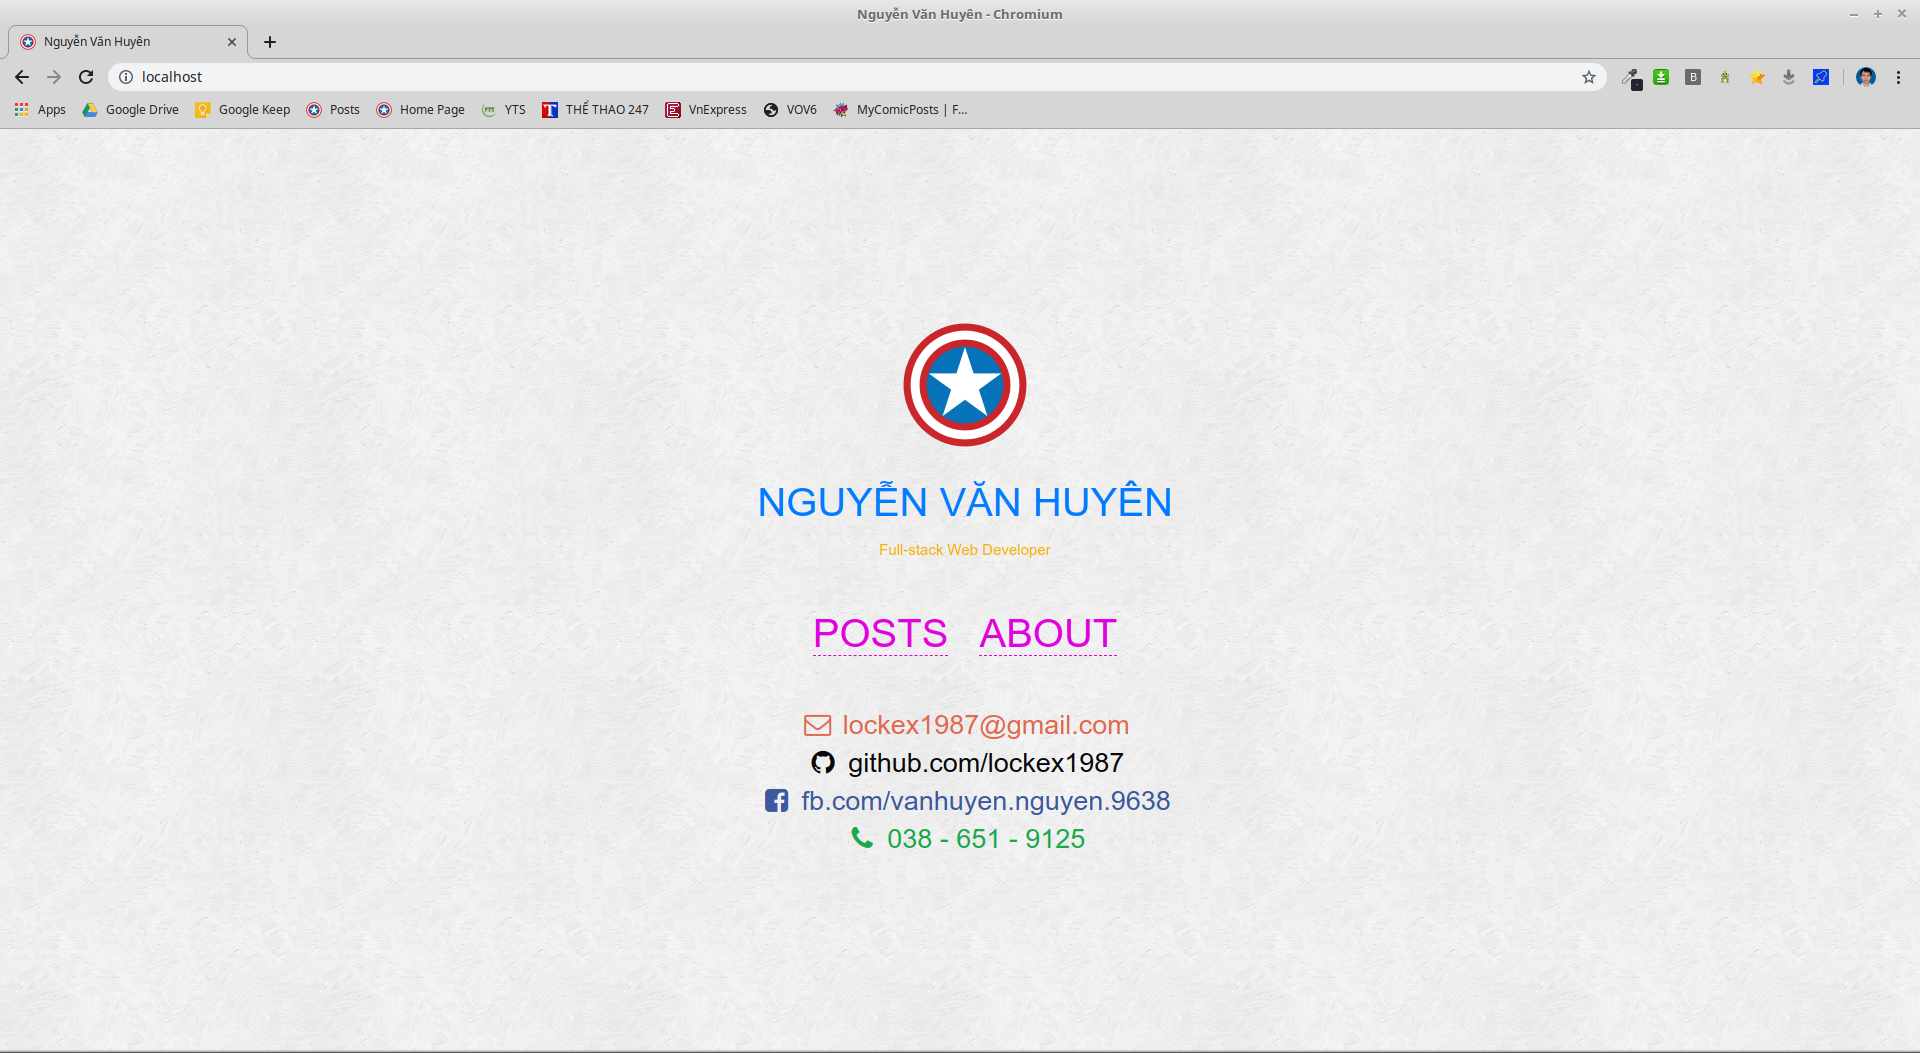 Nguyễn Văn Huyên - Chromium
Nguyễn Văn Huyên
localhost
B
Apps Google Drive Google Keep Posts Home Page YTS THỂ THAO 247 VnExpress VOV6 MyComicPosts | F...
NGUYỄN VĂN HUYÊN
Full-stack Web Developer
POSTS ABOUT
lockex1987@gmail.com
github.com/lockex1987
fb.com/vanhuyen.nguyen.9638
038 - 651 - 9125